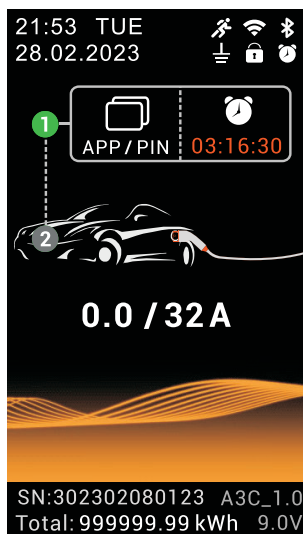 21:53 TUE
28.02.2023
1
APP/PIN 03:16:30
2
0.0 / 32 A
SN:302302080123 A3C_1.0
Total: 999999.99 kWh 9.0V